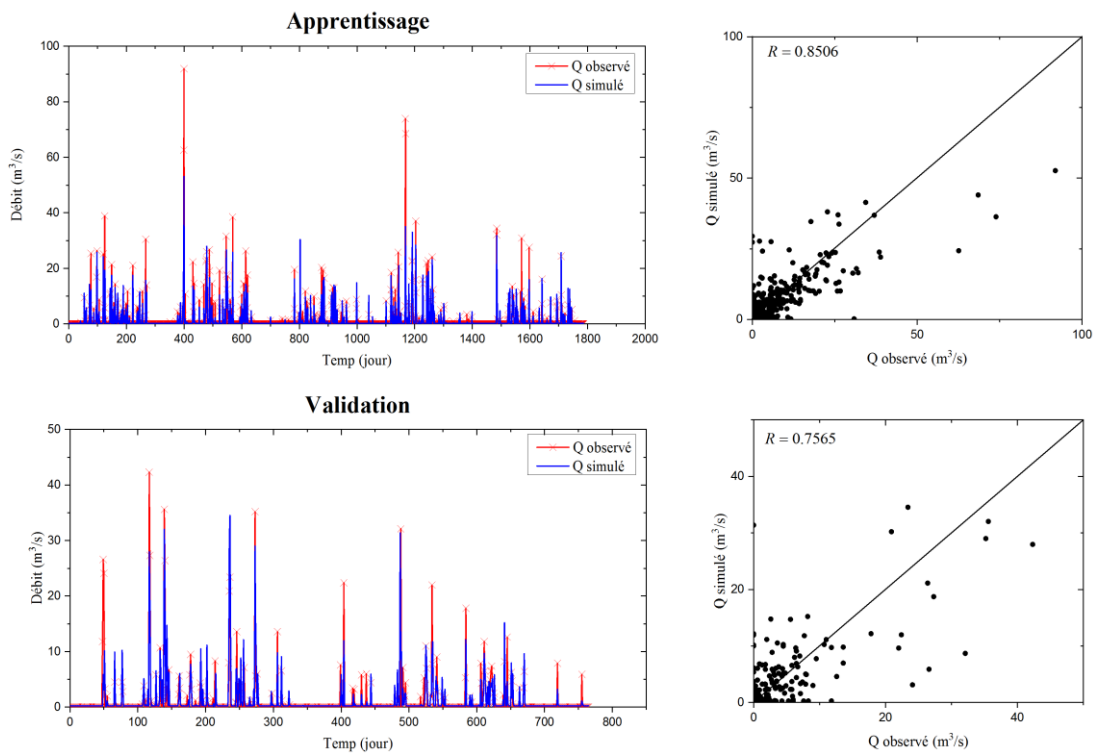 Apprentissage
100
80
60
40
20
0
Débit (m³/s)
Q observé
Q simulé
0 200 400 600 800 1000 1200 1400 1600 1800 2000
Temp (jour)
R = 0.8506
100
50
0
Q simulé (m³/s)
0 50 100
Q observé (m³/s)
Validation
50
40
30
20
10
0
Débit (m³/s)
Q observé
Q simulé
0 100 200 300 400 500 600 700 800
Temp (jour)
R = 0.7565
40
20
0
Q simulé (m³/s)
0 20 40
Q observé (m³/s)